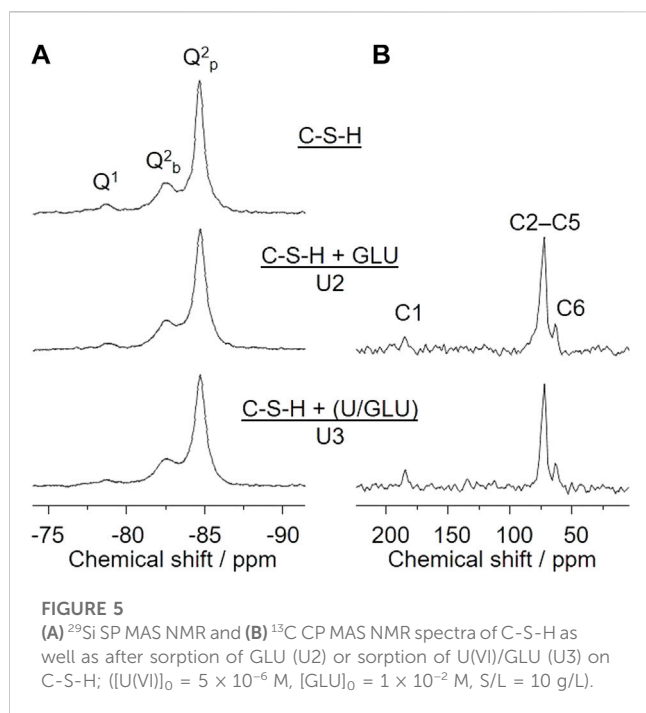 A
B
Q²p
C-S-H
Q²b
Q¹
C2–C5
C-S-H + GLU
U2
C1
C6
C-S-H + (U/GLU)
U3
-75 -80 -85 -90
200 150 100 50
Chemical shift / ppm
Chemical shift / ppm
FIGURE 5
(A) ²⁹Si SP MAS NMR and (B) ¹³C CP MAS NMR spectra of C-S-H as
well as after sorption of GLU (U2) or sorption of U(VI)/GLU (U3) on
C-S-H; ([U(VI)]₀ = 5 × 10⁻⁶ M, [GLU]₀ = 1 × 10⁻² M, S/L = 10 g/L).